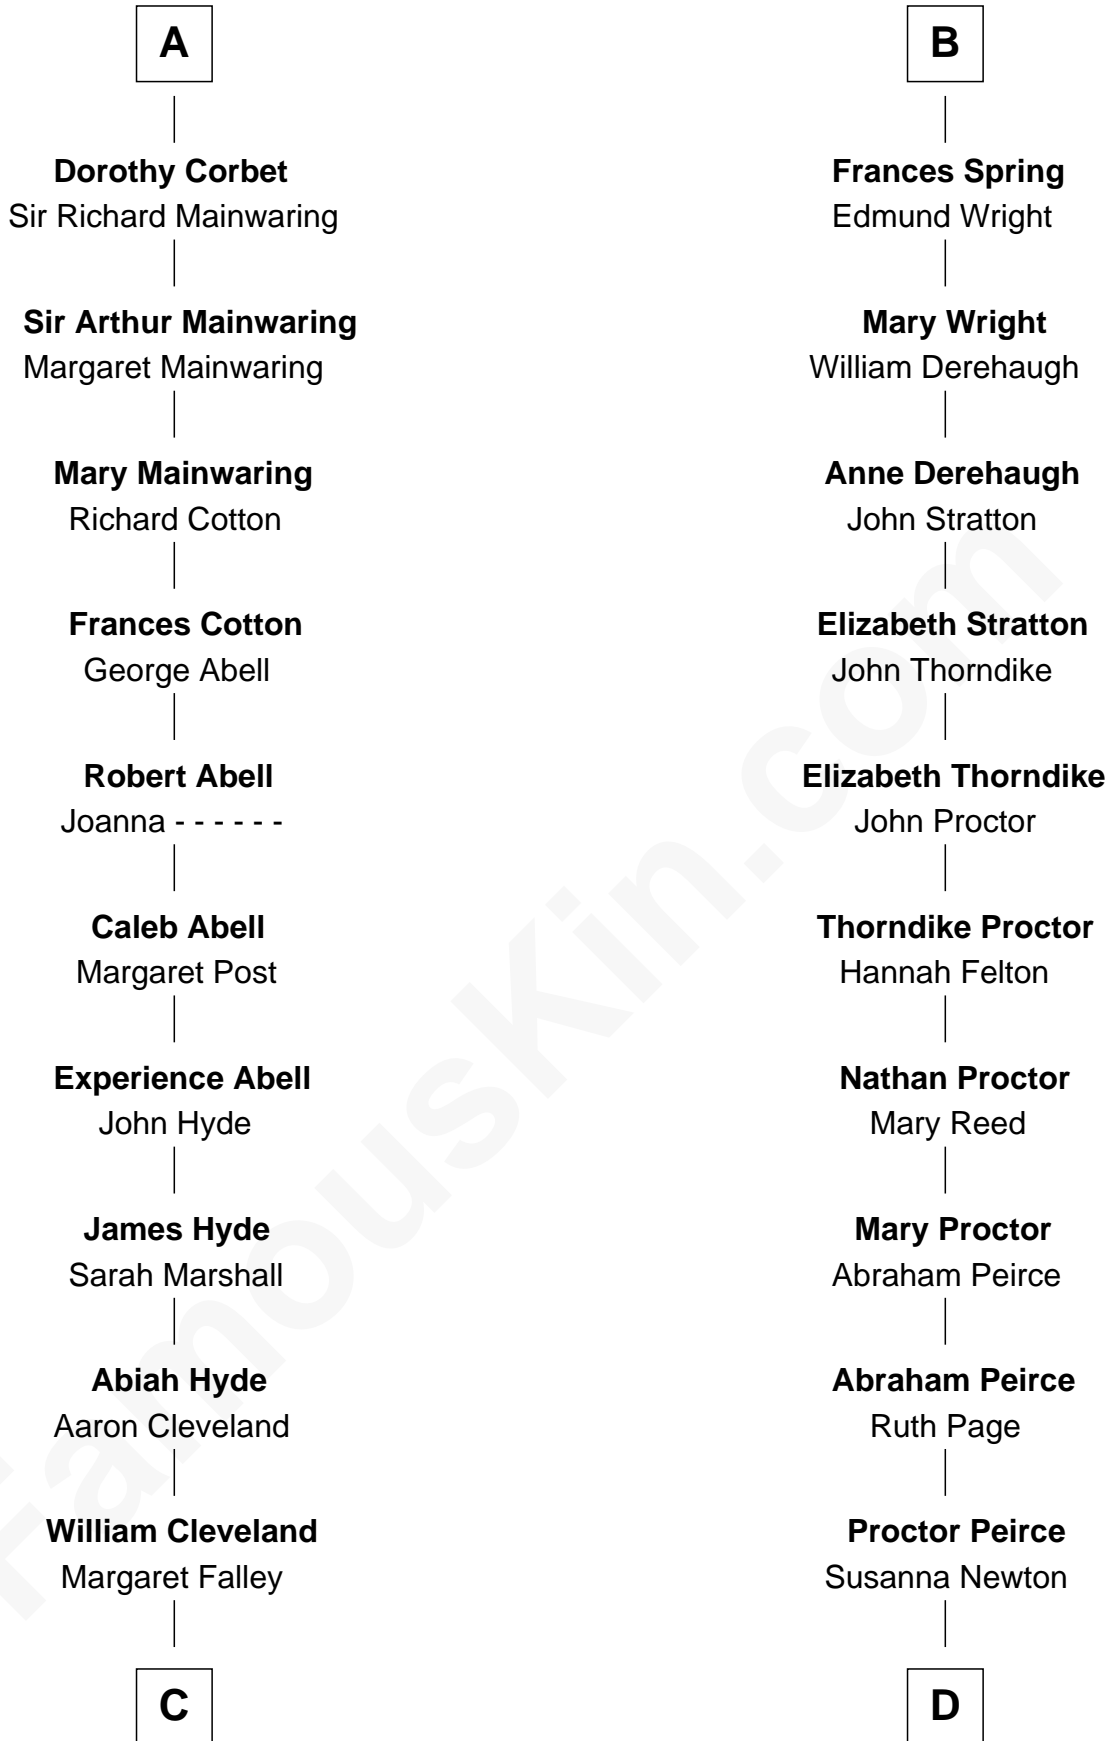 A
Dorothy Corbet
Sir Richard Mainwaring
Sir Arthur Mainwaring
Margaret Mainwaring
Mary Mainwaring
Richard Cotton
Frances Cotton
George Abell
Robert Abell
Joanna - - - - - -
Caleb Abell
Margaret Post
Experience Abell
John Hyde
James Hyde
Sarah Marshall
Abiah Hyde
Aaron Cleveland
William Cleveland
Margaret Falley
C
B
Frances Spring
Edmund Wright
Mary Wright
William Derehaugh
Anne Derehaugh
John Stratton
Elizabeth Stratton
John Thorndike
Elizabeth Thorndike
John Proctor
Thorndike Proctor
Hannah Felton
Nathan Proctor
Mary Reed
Mary Proctor
Abraham Peirce
Abraham Peirce
Ruth Page
Proctor Peirce
Susanna Newton
D
FamousKin.com